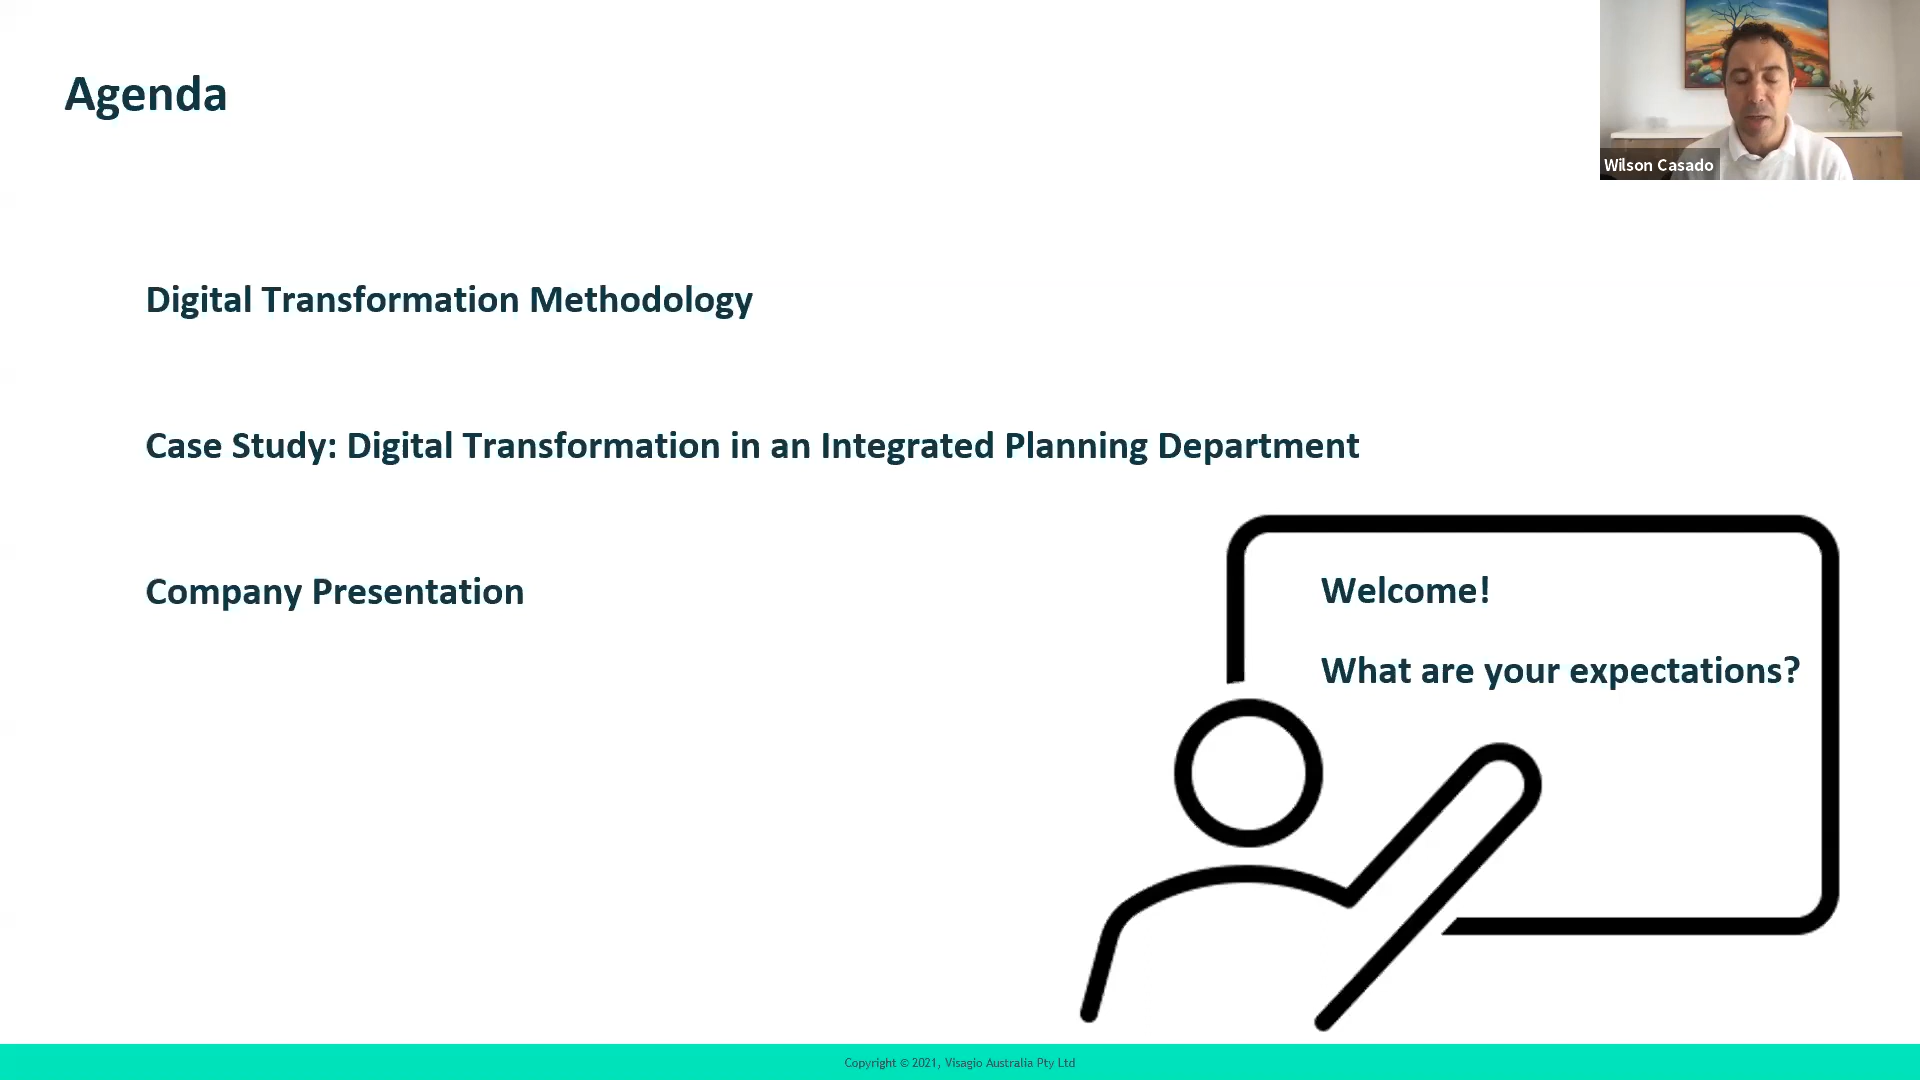 Agenda
Wilson Casado
Digital Transformation Methodology
Case Study: Digital Transformation in an Integrated Planning Department
Company Presentation
Welcome!
What are your expectations?
Copyright © 2021, Visagio Australia Pty Ltd